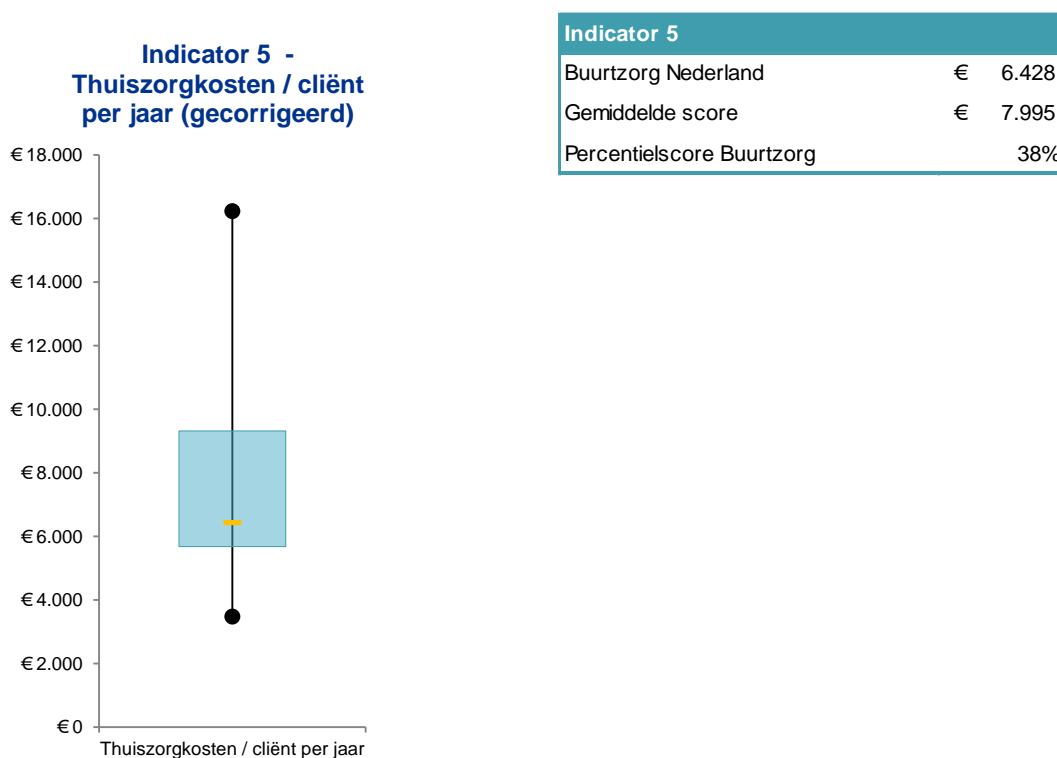 Indicator 5 -
Thuiszorgkosten / cliënt
per jaar (gecorrigeerd)
€ 18.000
€ 16.000
€ 14.000
€ 12.000
€ 10.000
€ 8.000
€ 6.000
€ 4.000
€ 2.000
€ 0
Thuiszorgkosten / cliënt per jaar
Indicator 5
Buurtzorg Nederland € 6.428
Gemiddelde score € 7.995
Percentielscore Buurtzorg 38%